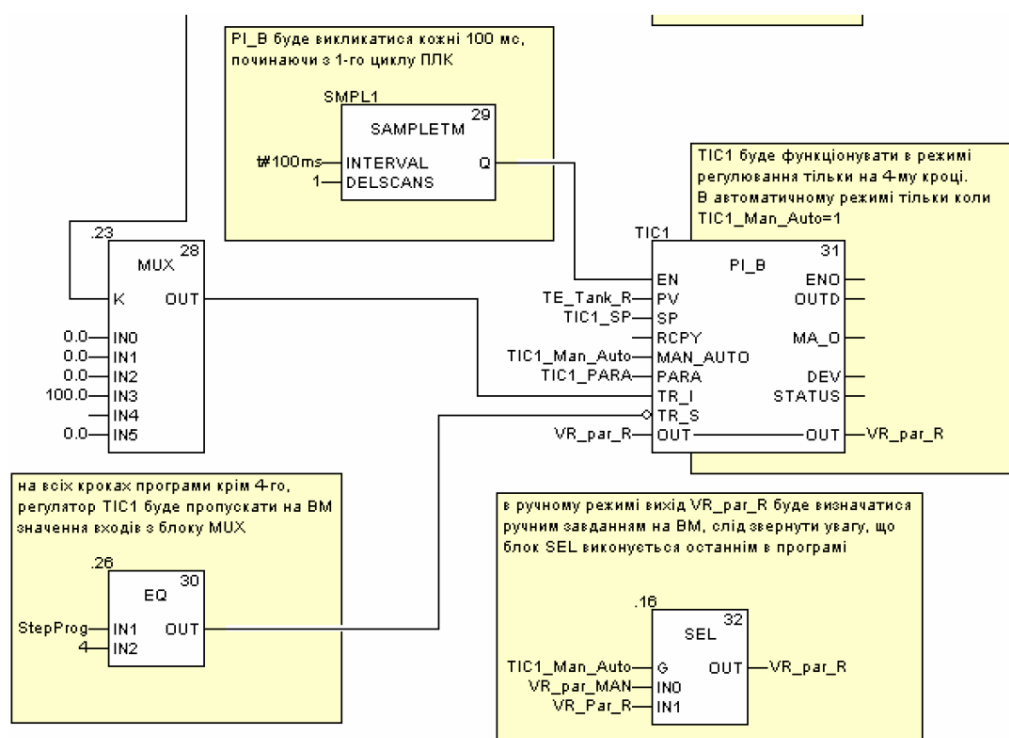 PI_B буде викликатися кожні 100 мс,
починаючи з 1-го циклу ПЛК
SMPL1
29
SAMPLETM
t#100ms INTERVAL Q
1 DELSCANS
TIC1 буде функціонувати в режимі
регулювання тільки на 4-му кроці.
В автоматичному режимі тільки коли
TIC1_Man_Auto=1
.23
28
MUX
K OUT
0.0 IN0
0.0 IN1
0.0 IN2
100.0 IN3
IN4
0.0 IN5
TIC1
31
PI_B
EN ENO
TE_Tank_R PV OUTD
TIC1_SP SP
RCPY MA_O
TIC1_Man_Auto MAN_AUTO
TIC1_PARA PARA DEV
TR_I STATUS
TR_S
VR_par_R OUT OUT VR_par_R
на всіх кроках програми крім 4-го,
регулятор TIC1 буде пропускати на ВМ
значення входів з блоку MUX
.26
30
EQ
StepProg IN1 OUT
4 IN2
в ручному режимі вихід VR_par_R буде визначатися
ручним завданням на ВМ, слід звернути увагу, що
блок SEL виконується останнім в програмі
.16
32
SEL
TIC1_Man_Auto G OUT VR_par_R
VR_par_MAN IN0
VR_Par_R IN1